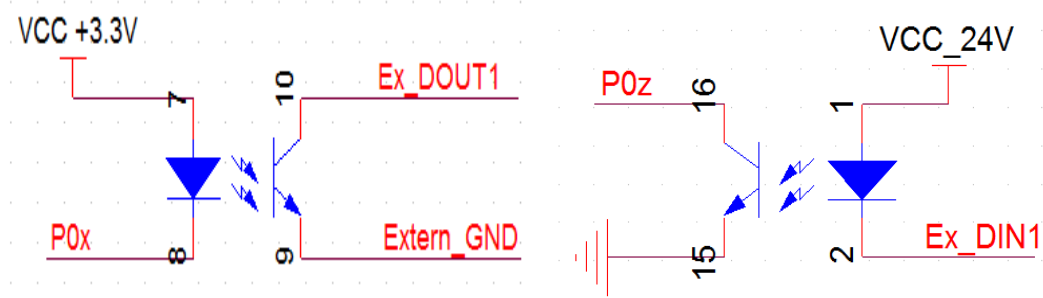 VCC +3.3V
7
10
Ex_DOUT1
P0x
8
9
Extern_GND
VCC_24V
P0z
16
1
15
2
Ex_DIN1